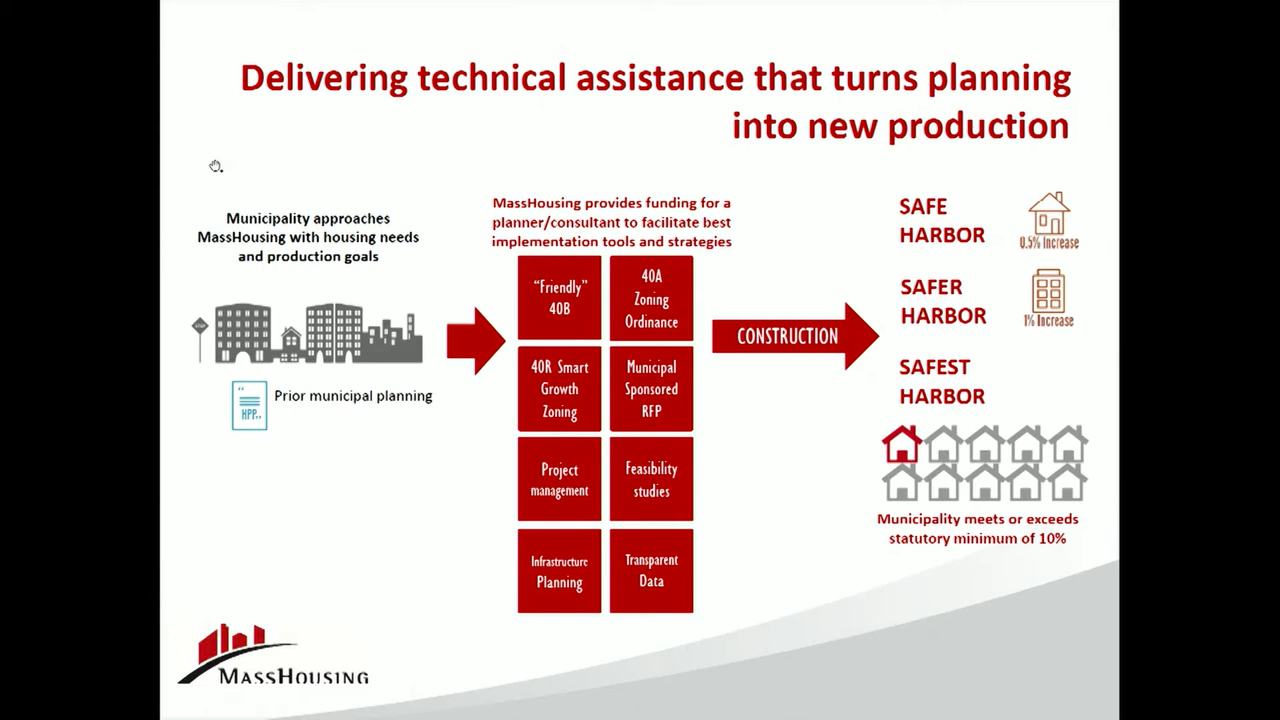 Delivering technical assistance that turns planning
into new production
Municipality approaches
MassHousing with housing needs
and production goals
STOP
HPP..
Prior municipal planning
MassHousing provides funding for a
planner/consultant to facilitate best
implementation tools and strategies
"Friendly"
40B
40A
Zoning
Ordinance
40R Smart
Growth
Zoning
Municipal
Sponsored
RFP
Project
management
Feasibility
studies
Infrastructure
Planning
Transparent
Data
CONSTRUCTION
SAFE
HARBOR
0.5% Increase
SAFER
HARBOR
1% Increase
SAFEST
HARBOR
Municipality meets or exceeds
statutory minimum of 10%
MASSHOUSING